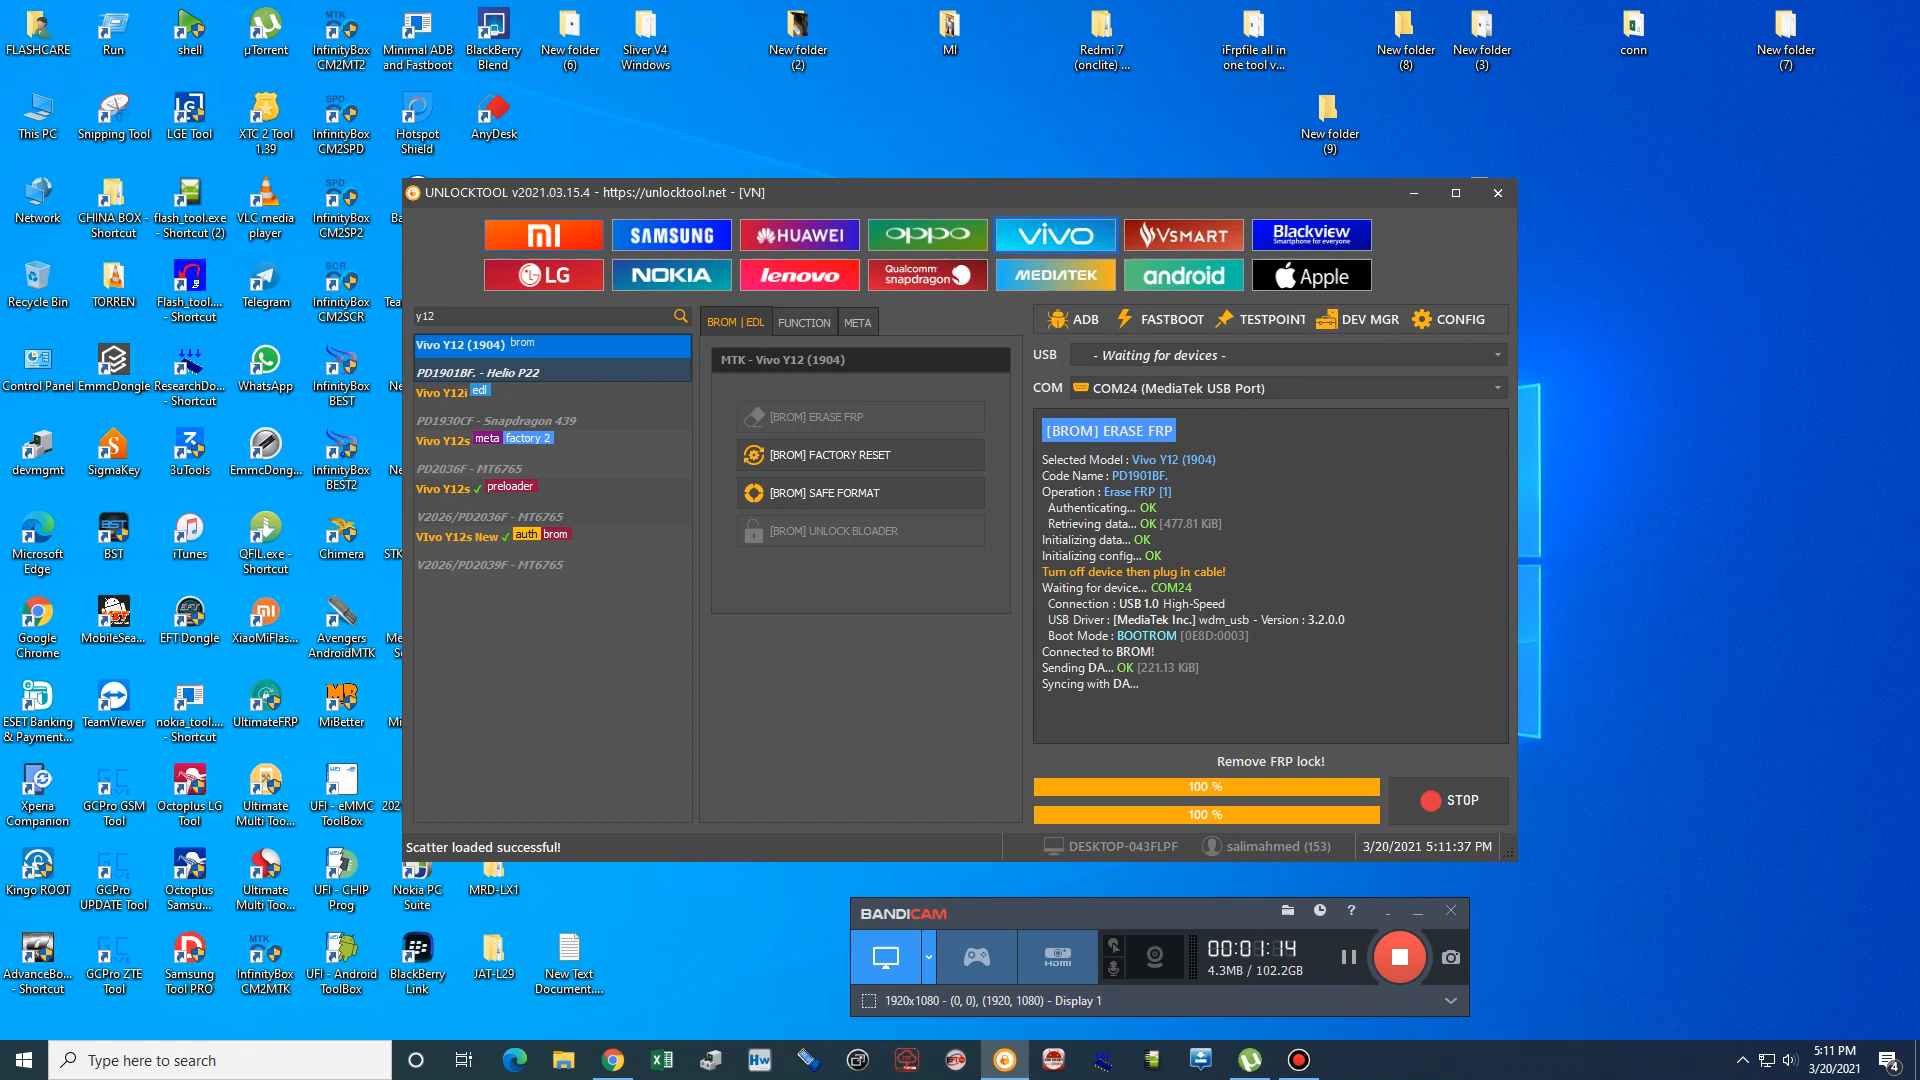 FLASHCARE
Run
shell
µTorrent
InfinityBox CM2MT2
Minimal ADB and Fastboot
BlackBerry Blend
New folder (6)
Sliver V4 Windows
New folder (2)
MI
Redmi 7 (onclite) ...
iFrpfile all in one tool v...
New folder (8)
New folder (3)
conn
New folder (7)
This PC
Snipping Tool
LGE Tool
XTC 2 Tool 1.39
InfinityBox CM2SPD
Hotspot Shield
AnyDesk
New folder (9)
Network
CHINA BOX - Shortcut
flash_tool.exe - Shortcut (2)
VLC media player
InfinityBox CM2SP2
Recycle Bin
TORREN
Flash_tool.... - Shortcut
Telegram
InfinityBox CM2SCR
Control Panel
EmmcDongle
ResearchDo... - Shortcut
WhatsApp
InfinityBox BEST
devmgmt
SigmaKey
3uTools
EmmcDong...
InfinityBox BEST2
Microsoft Edge
BST
iTunes
QFIL.exe - Shortcut
Chimera
Google Chrome
MobileSea...
EFT Dongle
XiaoMiFlas...
Avengers AndroidMTK
ESET Banking & Payment...
TeamViewer
nokia_tool.... - Shortcut
UltimateFRP
MiBetter
Xperia Companion
GCPro GSM Tool
Octoplus LG Tool
Ultimate Multi Too...
UFI - eMMC ToolBox
Kingo ROOT
GCPro UPDATE Tool
Octoplus Samsu...
Ultimate Multi Too...
UFI - CHIP Prog
Nokia PC Suite
MRD-LX1
AdvanceBo... - Shortcut
GCPro ZTE Tool
Samsung Tool PRO
InfinityBox CM2MTK
UFI - Android ToolBox
BlackBerry Link
JAT-L29
New Text Document....
UNLOCKTOOL v2021.03.15.4 - https://unlocktool.net - [VN]
SAMSUNG
HUAWEI
oppo
vivo
VSMART
Blackview
Smartphone for everyone
LG
NOKIA
lenovo
Qualcomm snapdragon
MEDIATEK
android
Apple
y12
Vivo Y12 (1904) brom
PD1901BF. - Helio P22
Vivo Y12i edl
PD1930CF - Snapdragon 439
Vivo Y12s meta factory 2
PD2036F - MT6765
Vivo Y12s ✓ preloader
V2026/PD2036F - MT6765
VIvo Y12s New ✓ auth brom
V2026/PD2039F - MT6765
BROM | EDL
FUNCTION
META
MTK - Vivo Y12 (1904)
[BROM] ERASE FRP
[BROM] FACTORY RESET
[BROM] SAFE FORMAT
[BROM] UNLOCK BLOADER
ADB
FASTBOOT
TESTPOINT
DEV MGR
CONFIG
USB - Waiting for devices -
COM COM24 (MediaTek USB Port)
[BROM] ERASE FRP
Selected Model : Vivo Y12 (1904)
Code Name : PD1901BF.
Operation : Erase FRP [1]
Authenticating... OK
Retrieving data... OK [477.81 KiB]
Initializing data... OK
Initializing config... OK
Turn off device then plug in cable!
Waiting for device... COM24
Connection : USB 1.0 High-Speed
USB Driver : [MediaTek Inc.] wdm_usb - Version : 3.2.0.0
Boot Mode : BOOTROM [0E8D:0003]
Connected to BROM!
Sending DA... OK [221.13 KiB]
Syncing with DA...
Remove FRP lock!
100 %
100 %
STOP
Scatter loaded successful!
DESKTOP-043FLPF
salimahmed (153)
3/20/2021 5:11:37 PM
BANDICAM
HDMI
00:01:14
4.3MB / 102.2GB
1920x1080 - (0, 0), (1920, 1080) - Display 1
Type here to search
Hw
5:11 PM
3/20/2021
4